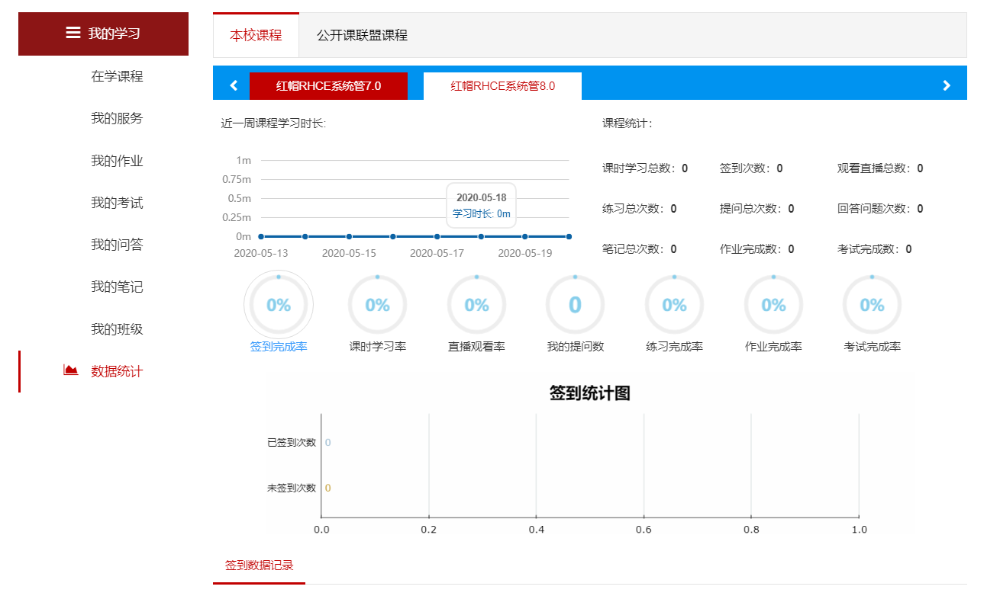 我的学习
在学课程
我的服务
我的作业
我的考试
我的问答
我的笔记
我的班级
数据统计
本校课程 公开课联盟课程
红帽RHCE系统管7.0 红帽RHCE系统管8.0
近一周课程学习时长:
1m
0.75m
0.5m
0.25m
0m
2020-05-18
学习时长: 0m
2020-05-13 2020-05-15 2020-05-17 2020-05-19
课程统计：
课时学习总数：0 签到次数：0 观看直播总数：0
练习总次数：0 提问总次数：0 回答问题次数：0
笔记总次数：0 作业完成数：0 考试完成数：0
0% 0% 0% 0 0% 0% 0%
签到完成率 课时学习率 直播观看率 我的提问数 练习完成率 作业完成率 考试完成率
签到统计图
已签到次数 0
未签到次数 0
0.0 0.2 0.4 0.6 0.8 1.0
签到数据记录